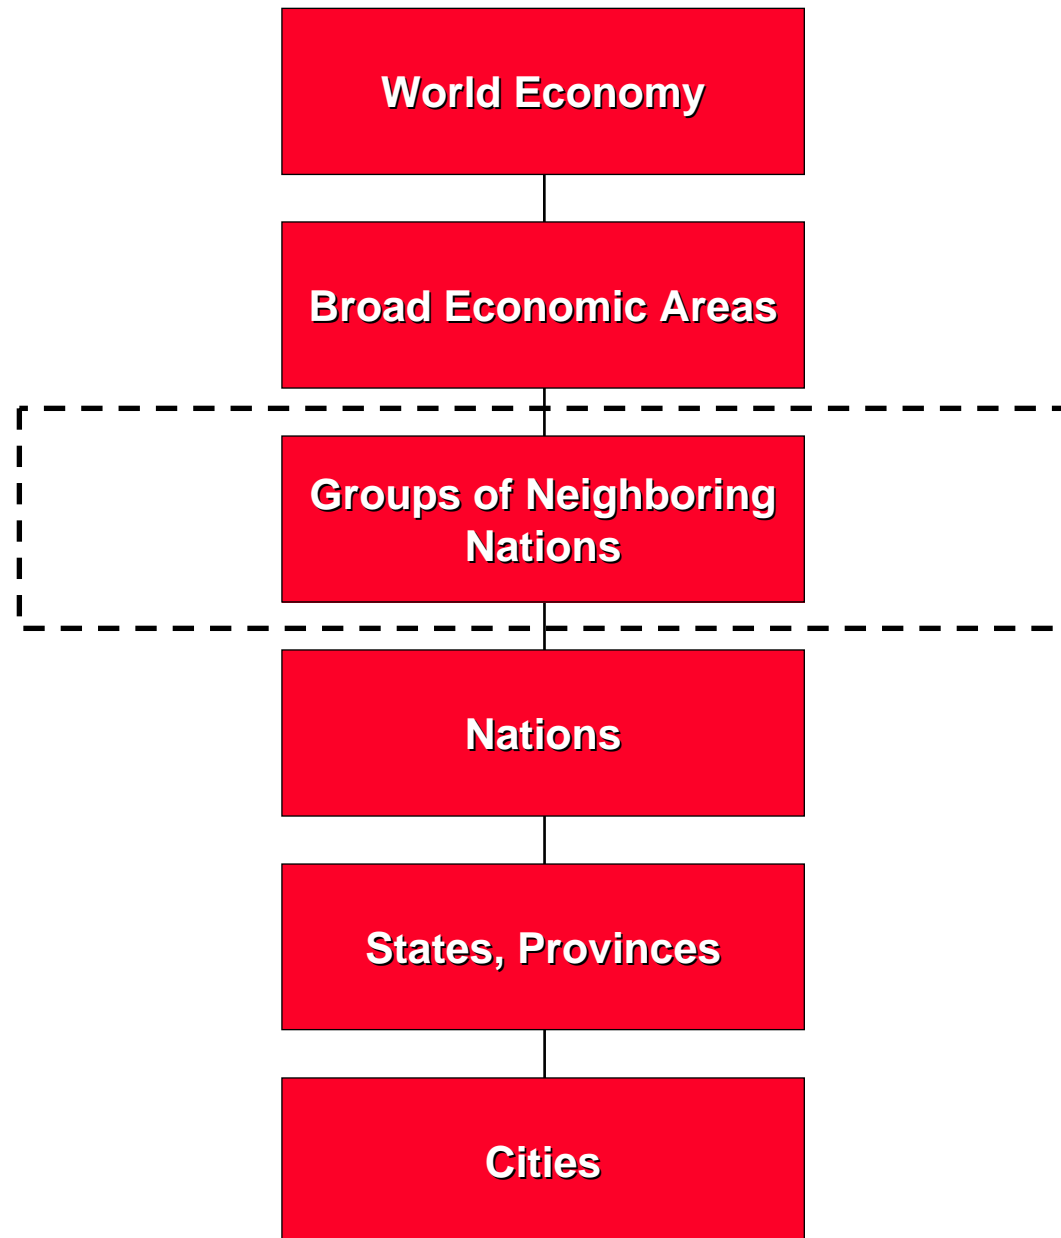 World Economy
Broad Economic Areas
Groups of Neighboring
Nations
Nations
States, Provinces
Cities